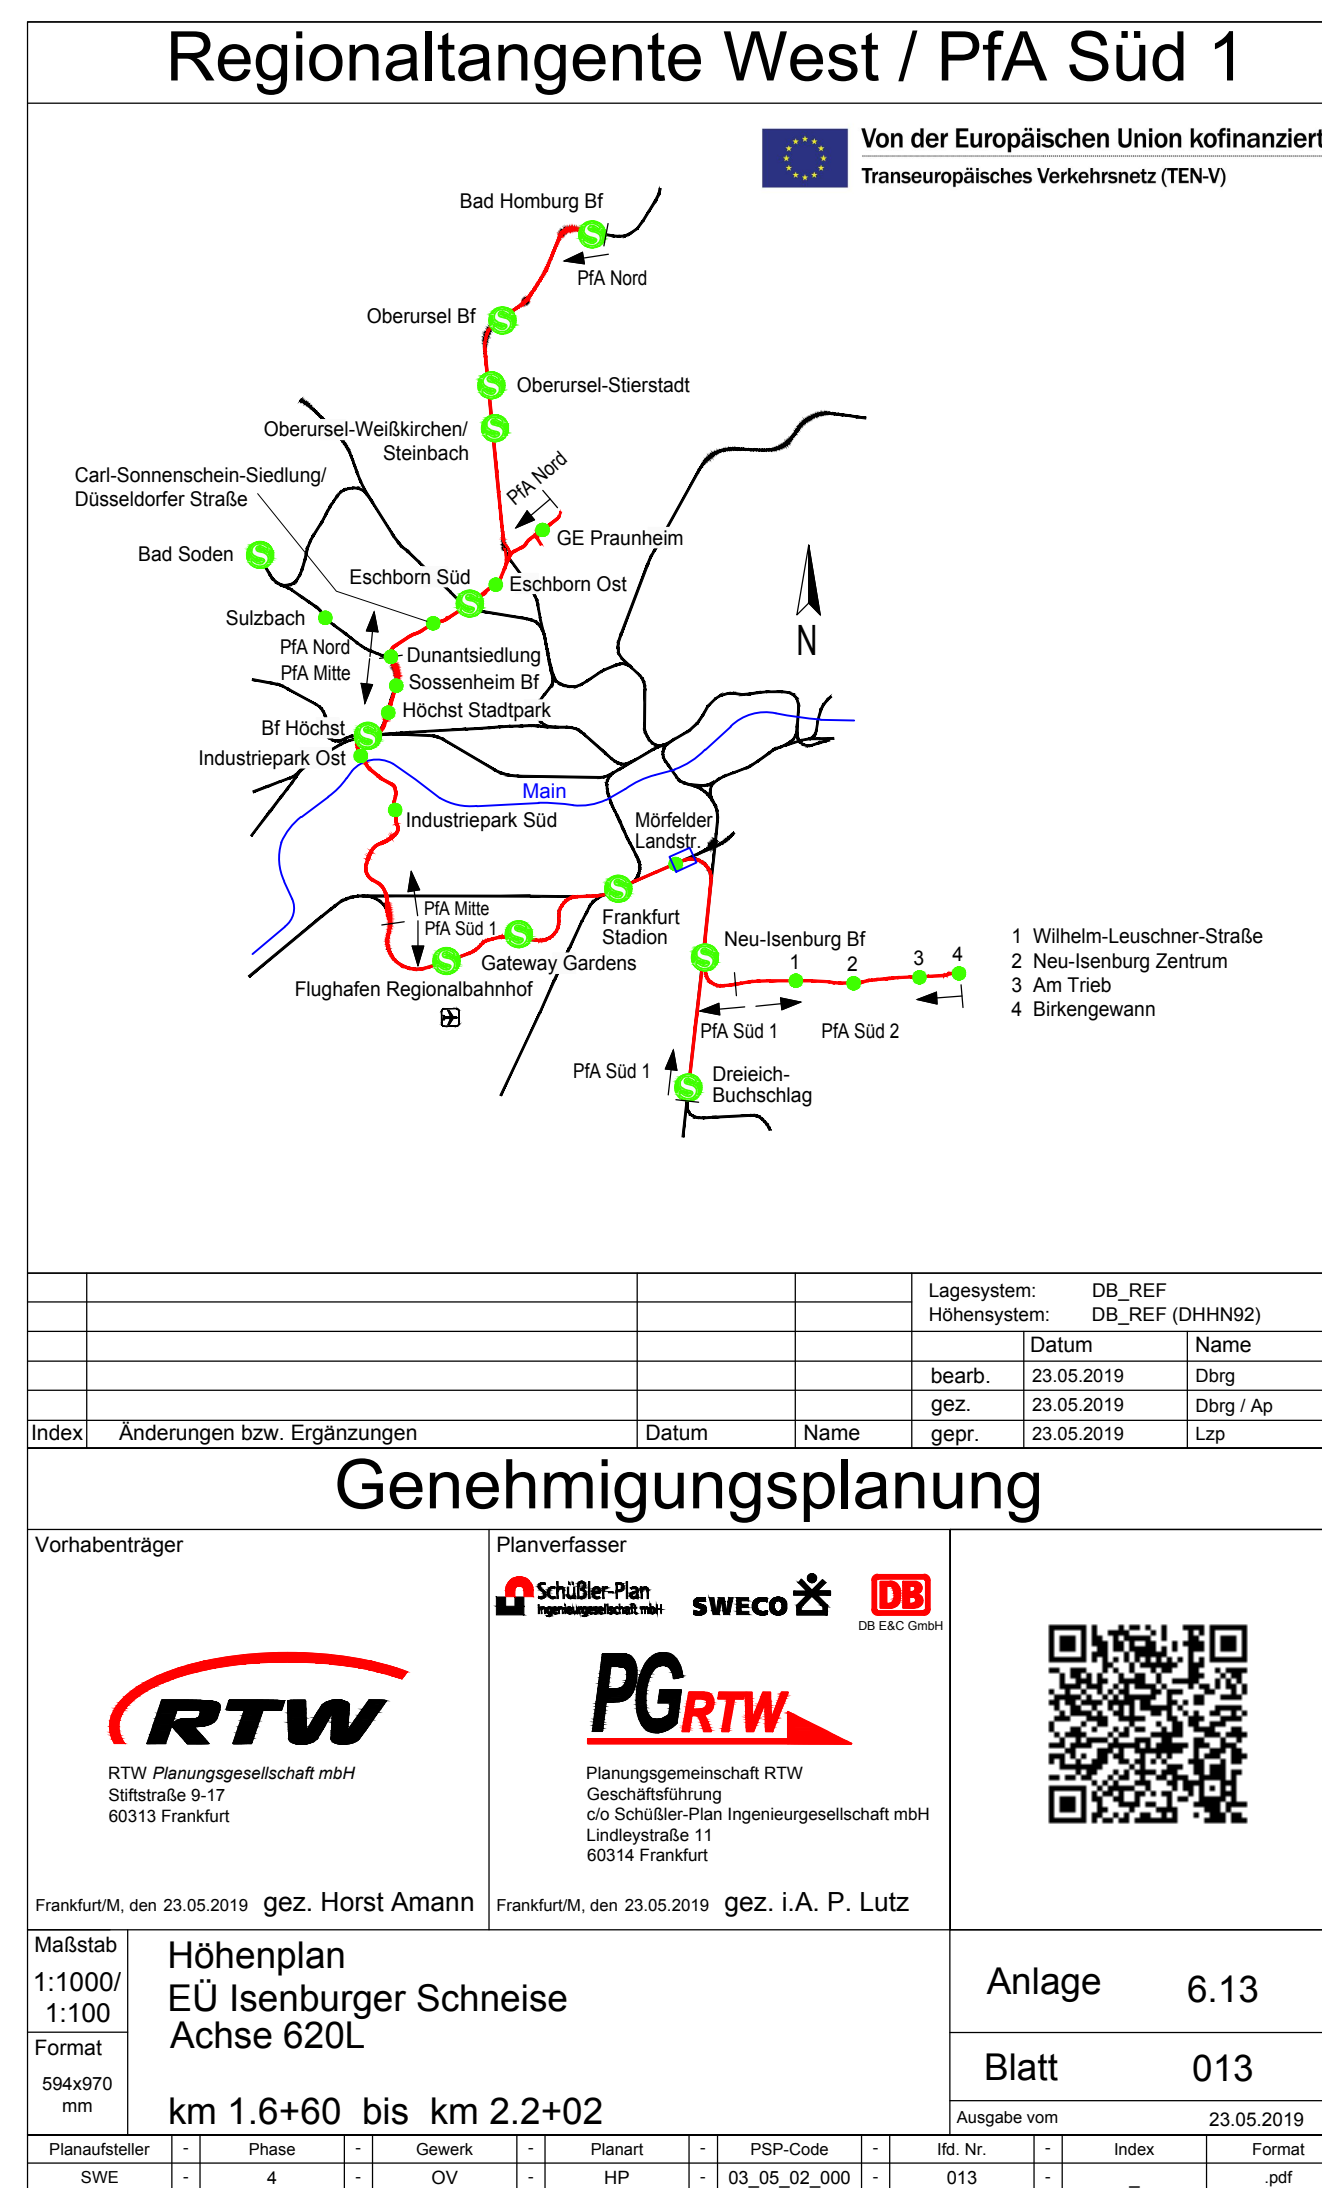 Regionaltangente West / PfA Süd 1
Von der Europäischen Union kofinanziert
Transeuropäisches Verkehrsnetz (TEN-V)
Bad Homburg Bf
PfA Nord
Oberursel Bf
Oberursel-Stierstadt
Oberursel-Weißkirchen/
Steinbach
Carl-Sonnenschein-Siedlung/
Düsseldorfer Straße
PfA Nord
GE Praunheim
Bad Soden
Eschborn Süd
Eschborn Ost
Sulzbach
PfA Nord
PfA Mitte
Dunantsiedlung
Sossenheim Bf
Höchst Stadtpark
N
Bf Höchst
Industriepark Ost
Main
Industriepark Süd
Mörfelder
Landstr.
PfA Mitte
PfA Süd 1
Frankfurt
Stadion
Gateway Gardens
Flughafen Regionalbahnhof
Neu-Isenburg Bf
1
2
3
4
1 Wilhelm-Leuschner-Straße
2 Neu-Isenburg Zentrum
3 Am Trieb
4 Birkengewann
PfA Süd 1
PfA Süd 2
PfA Süd 1
Dreieich-
Buchschlag
Lagesystem: DB_REF
Höhensystem: DB_REF (DHHN92)
Datum Name
bearb. 23.05.2019 Dbrg
gez. 23.05.2019 Dbrg / Ap
Index Änderungen bzw. Ergänzungen Datum Name gepr. 23.05.2019 Lzp
Genehmigungsplanung
Vorhabenträger
RTW
RTW Planungsgesellschaft mbH
Stiftstraße 9-17
60313 Frankfurt
Frankfurt/M, den 23.05.2019 gez. Horst Amann
Planverfasser
Schüßler-Plan
Ingenieurgesellschaft mbH
SWECO
DB
DB E&C GmbH
PGRTW
Planungsgemeinschaft RTW
Geschäftsführung
c/o Schüßler-Plan Ingenieurgesellschaft mbH
Lindleystraße 11
60314 Frankfurt
Frankfurt/M, den 23.05.2019 gez. i.A. P. Lutz
Maßstab
1:1000/
1:100
Format
594x970
mm
Höhenplan
EÜ Isenburger Schneise
Achse 620L
km 1.6+60 bis km 2.2+02
Anlage 6.13
Blatt 013
Ausgabe vom 23.05.2019
Planaufsteller - Phase - Gewerk - Planart - PSP-Code - lfd. Nr. - Index Format
SWE - 4 - OV - HP - 03_05_02_000 - 013 - _ .pdf